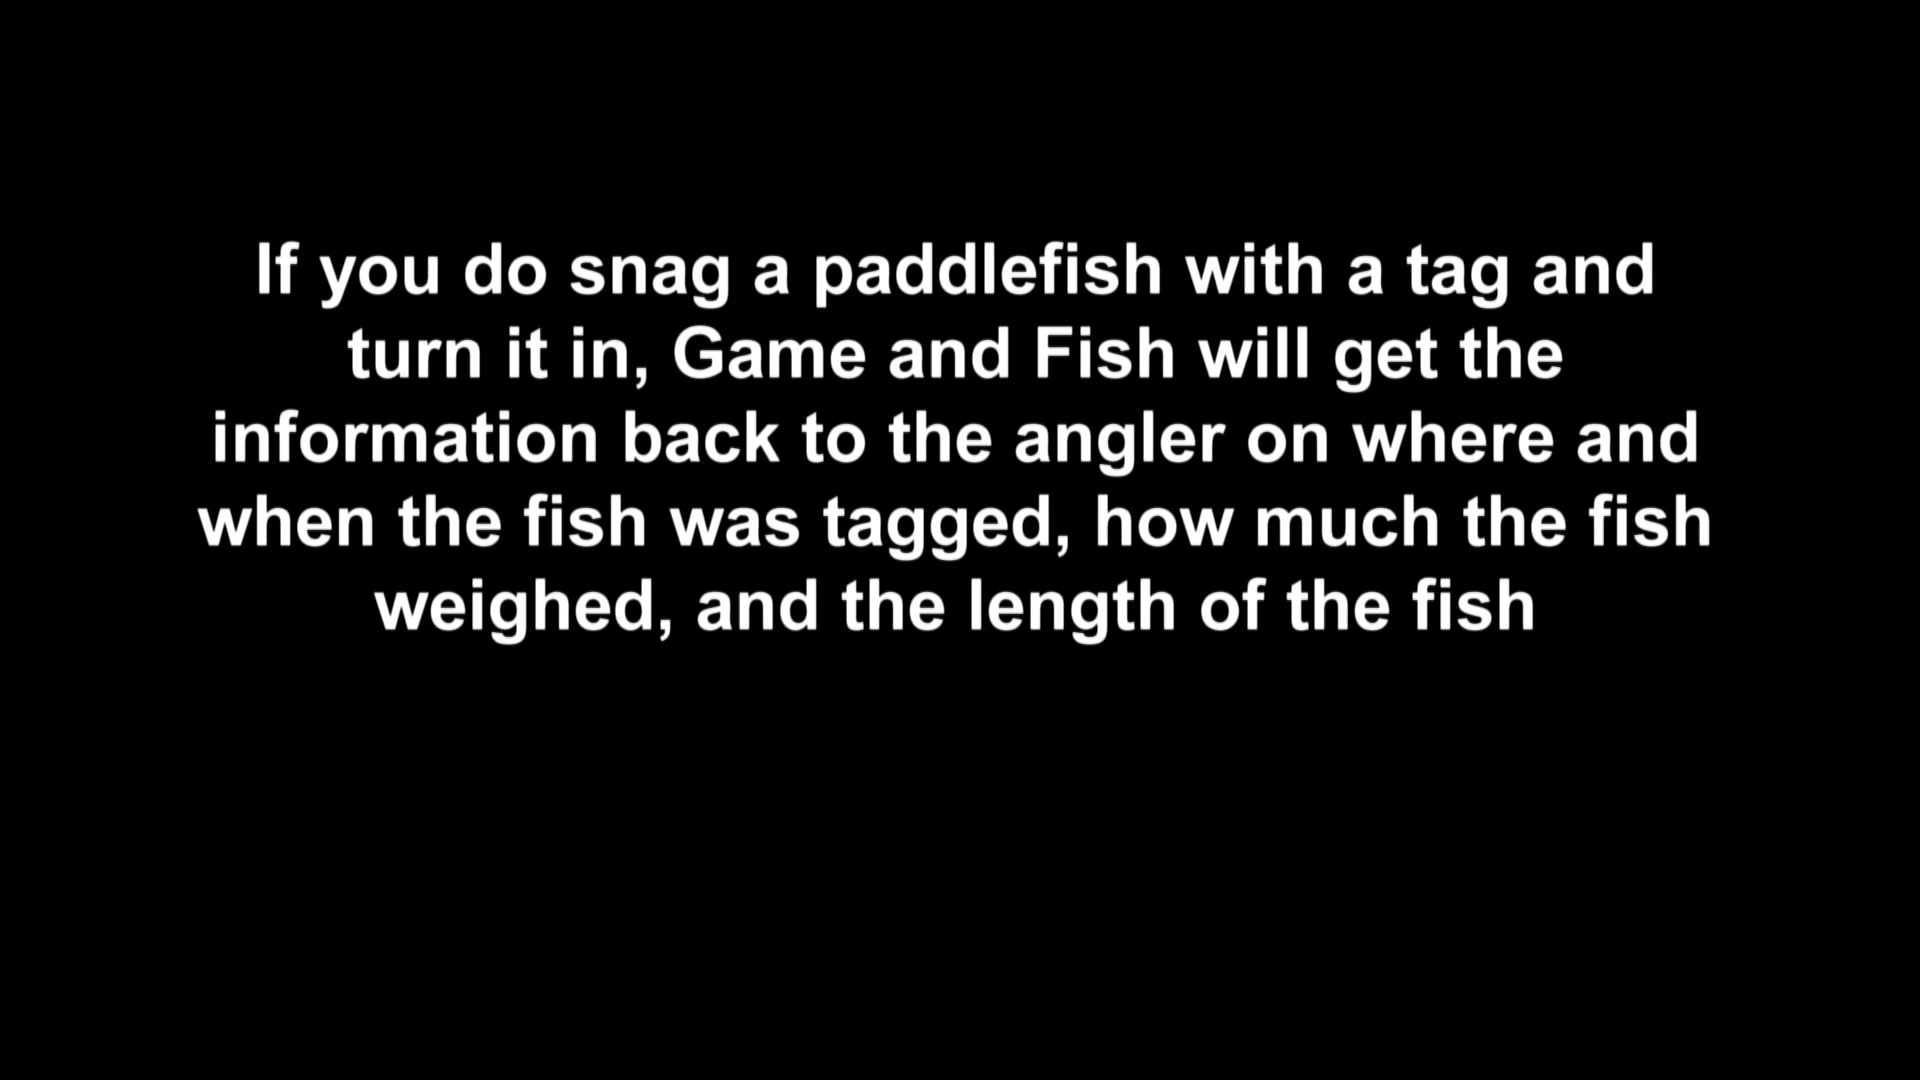 If you do snag a paddlefish with a tag and
turn it in, Game and Fish will get the
information back to the angler on where and
when the fish was tagged, how much the fish
weighed, and the length of the fish